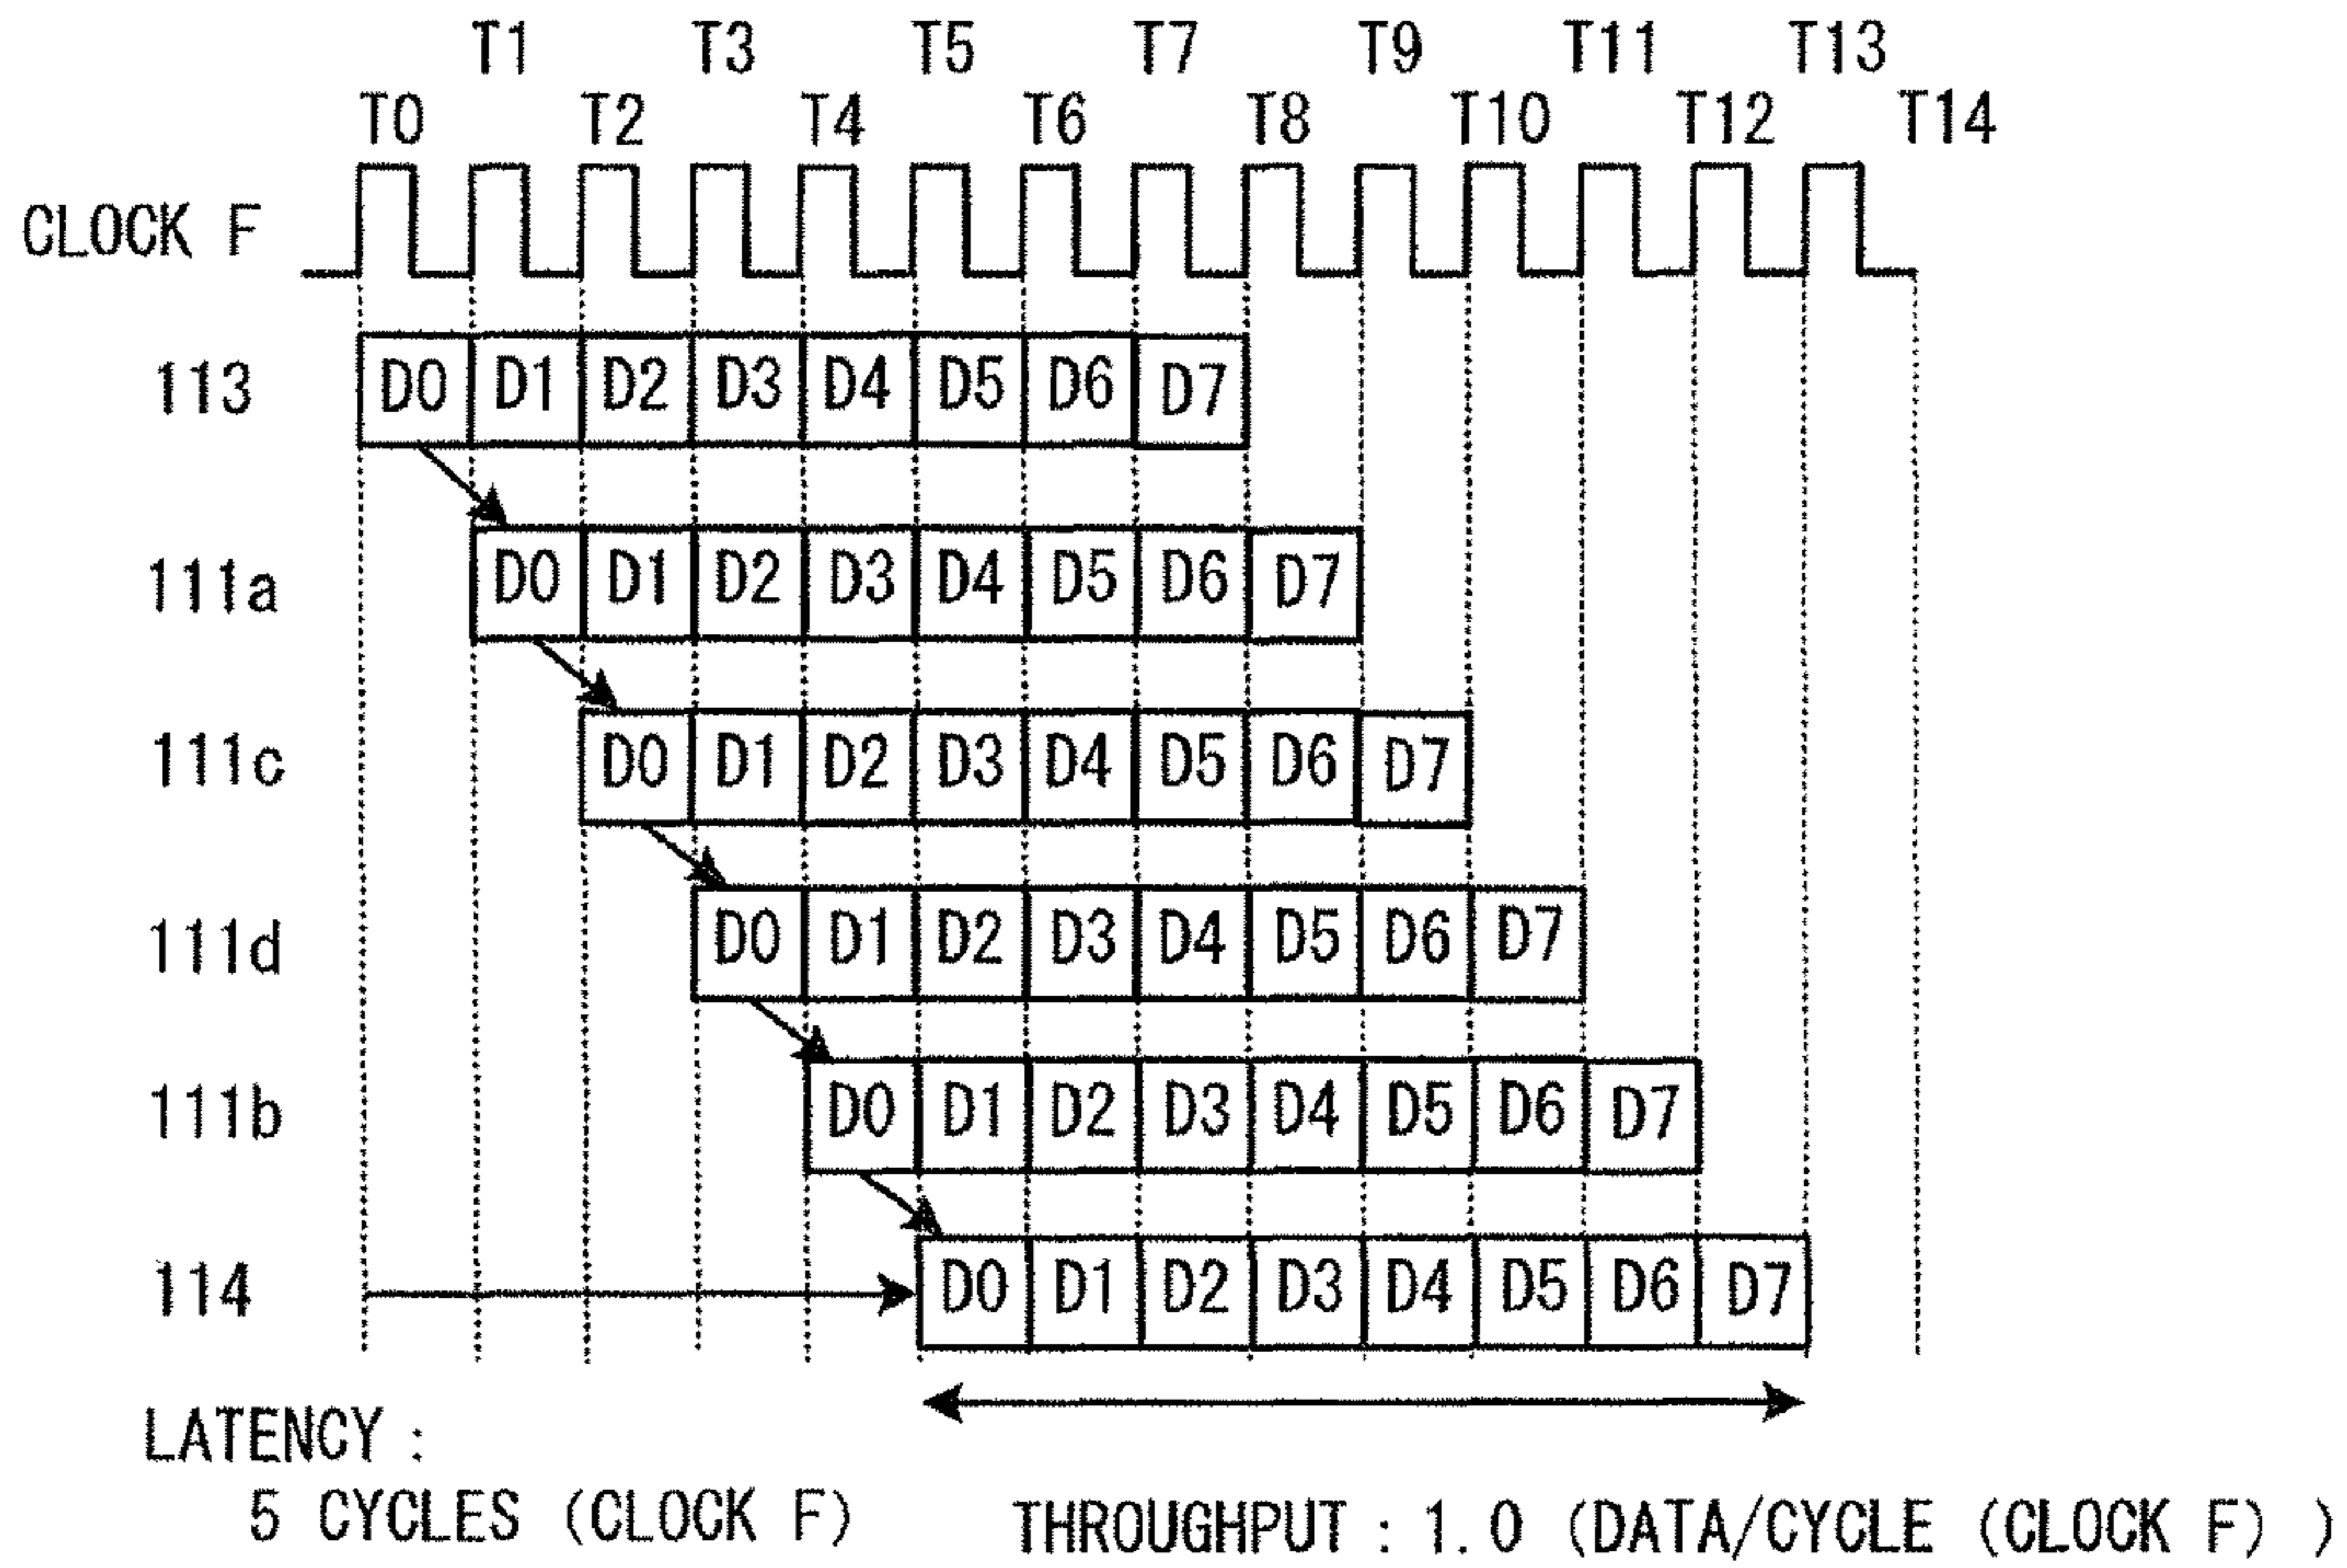 T1 T3 T5 T7 T9 T11 T13
T0 T2 T4 T6 T8 T10 T12 T14
CLOCK F
113 D0 D1 D2 D3 D4 D5 D6 D7
111a D0 D1 D2 D3 D4 D5 D6 D7
111c D0 D1 D2 D3 D4 D5 D6 D7
111d D0 D1 D2 D3 D4 D5 D6 D7
111b D0 D1 D2 D3 D4 D5 D6 D7
114 D0 D1 D2 D3 D4 D5 D6 D7
LATENCY :
5 CYCLES (CLOCK F) THROUGHPUT : 1.0 (DATA/CYCLE (CLOCK F) )